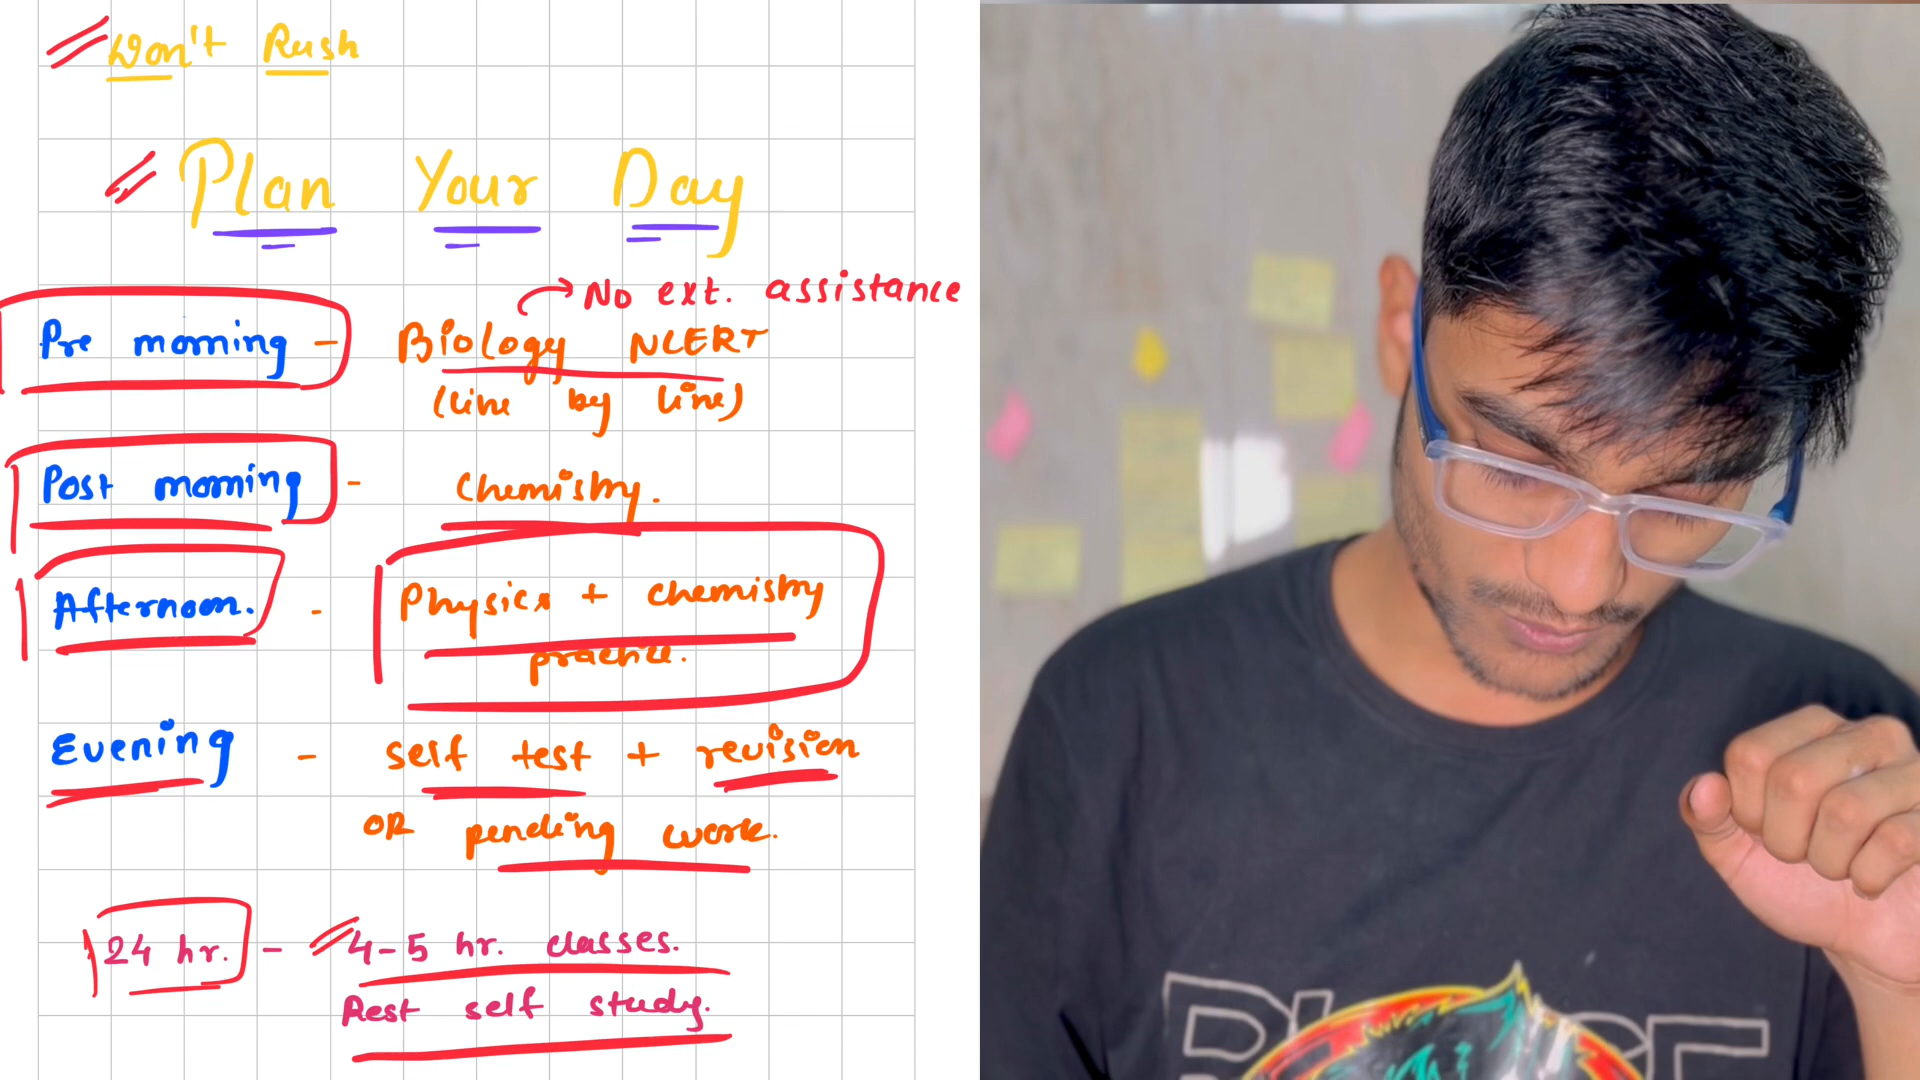 Don't Rush
Plan Your Day
→ No ext. assistance
Pre morning - Biology NCERT
(line by line)
Post morning - Chemistry.
Afternoon. - Physics + chemistry
practice.
Evening - self test + revision
OR pending work.
24 hr. - 4-5 hr. classes.
Rest self study.